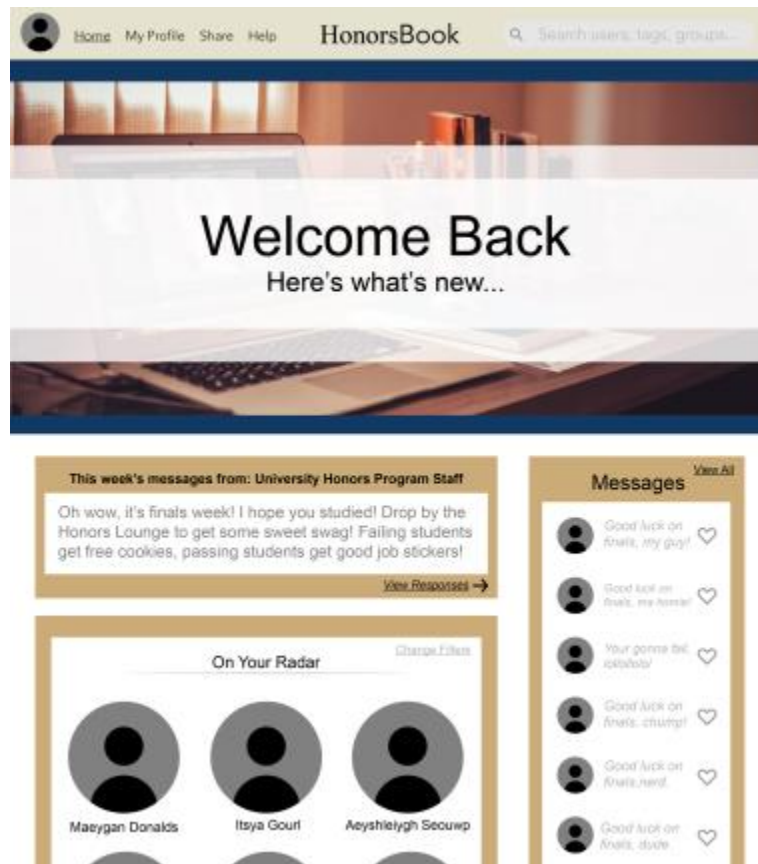 Home My Profile Share Help HonorsBook Search users, tags, groups...
Welcome Back
Here's what's new...
This week's messages from: University Honors Program Staff
Oh wow, it's finals week! I hope you studied! Drop by the
Honors Lounge to get some sweet swag! Failing students
get free cookies, passing students get good job stickers!
View Responses
On Your Radar
Change Filters
Maeygan Donalds
Itsya Gourl
Aeyshleiygh Seouwp
View All
Messages
Good luck on
finals, my guy!
Good luck on
finals, ma homie!
Your gonna fail,
Good luck on
finals, chump!
Good luck on
finals,nerd.
Good luck on
finals, dude.